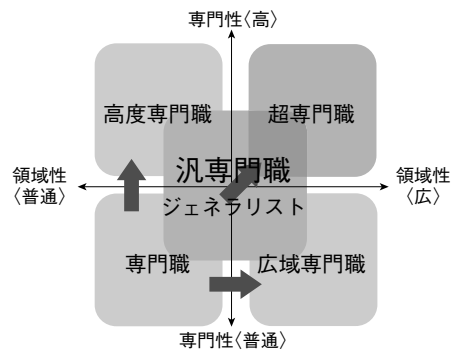 専門性〈高〉
高度専門職
超専門職
汎専門職
領域性
〈普通〉
領域性
〈広〉
ジェネラリスト
専門職
広域専門職
専門性〈普通〉